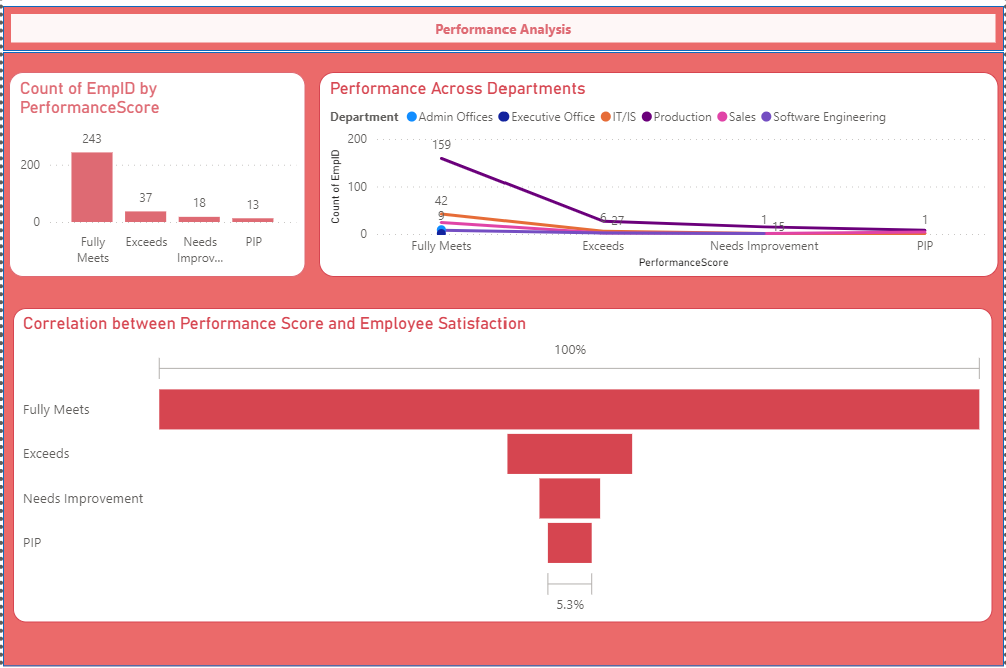 Performance Analysis
Count of EmpID by
PerformanceScore
243
37
18
13
200
0
Fully
Meets
Exceeds
Needs
Improv...
PIP
Performance Across Departments
Department Admin Offices Executive Office IT/IS Production Sales Software Engineering
Count of EmpID
200
100
0
159
42
9
6
27
1
15
1
Fully Meets
Exceeds
Needs Improvement
PIP
PerformanceScore
Correlation between Performance Score and Employee Satisfaction
100%
Fully Meets
Exceeds
Needs Improvement
PIP
5.3%